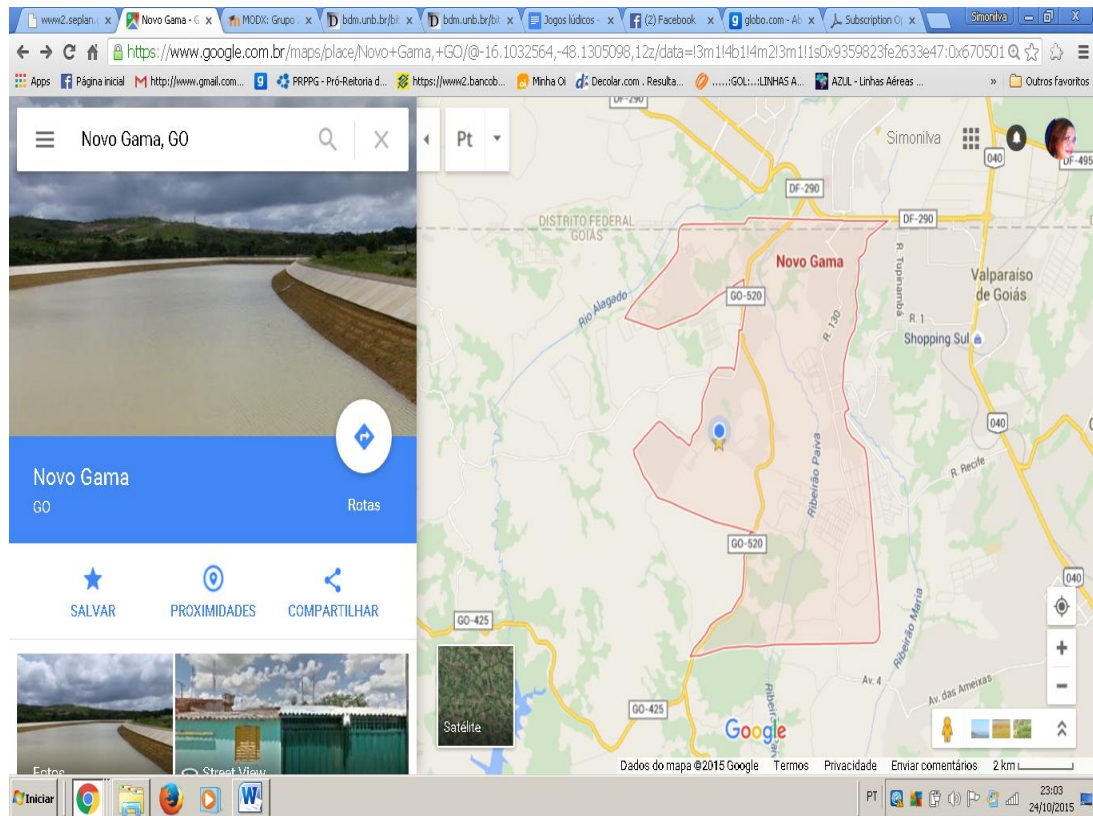 www2.seplan.
Novo Gama - G
MODX: Grupo
bdm.unb.br/bit
bdm.unb.br/bit
Jogos lúdicos -
(2) Facebook
globo.com - Ab
Subscription O
Simonilva
https://www.google.com.br/maps/place/Novo+Gama,+GO/@-16.1032564,-48.1305098,12z/data=!3m1!4b1!4m2!3m1!1s0x9359823fe2633e47:0x670501
Apps Página inicial http://www.gmail.com... PRPPG - Pró-Reitoria d... https://www2.bancob... Minha Oi Decolar.com . Resulta... .....:GOL:..:LINHAS A... AZUL - Linhas Aéreas ... » Outros favoritos
Novo Gama, GO
Pt
Simonilva
DF-290
040
DF-495
DF-290
DISTRITO FEDERAL
GOIÁS
DF-290
Novo Gama
R. Tupinambá
Valparaíso
de Goiás
GO-520
Rio Alagado
R. 130
R. 1
Shopping Sul
040
Ribeirão Paiva
R. Recife
Novo Gama
GO
Rotas
GO-520
SALVAR
PROXIMIDADES
COMPARTILHAR
040
GO-425
Ribeirão Maria
Av. 4
Av. das Ameixas
GO-425
Satélite
Google
Fotos
Street View
Dados do mapa ©2015 Google Termos Privacidade Enviar comentários 2 km
Iniciar
PT
23:03
24/10/2015